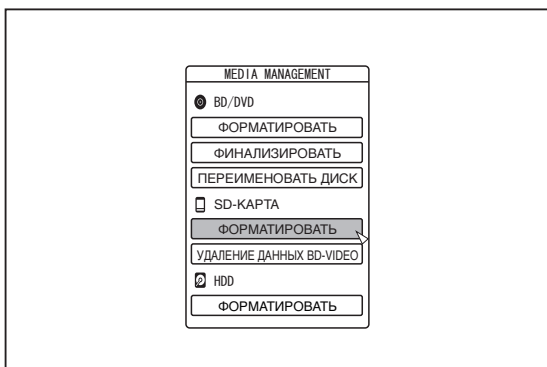 MEDIA MANAGEMENT
BD/DVD
ФОРМАТИРОВАТЬ
ФИНАЛИЗИРОВАТЬ
ПЕРЕИМЕНОВАТЬ ДИСК
SD-КАРТА
ФОРМАТИРОВАТЬ
УДАЛЕНИЕ ДАННЫХ BD-VIDEO
HDD
ФОРМАТИРОВАТЬ